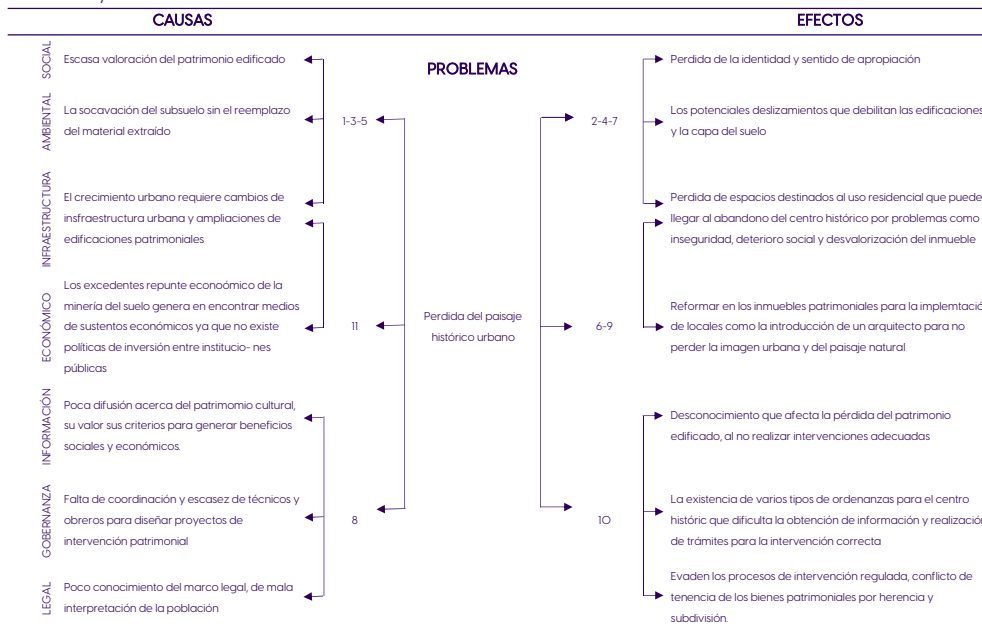 CAUSAS
EFECTOS
PROBLEMAS
SOCIAL
Escasa valoración del patrimonio edificado
AMBIENTAL
La socavación del subsuelo sin el reemplazo
del material extraído
INFRAESTRUCTURA
El crecimiento urbano requiere cambios de
insfraestructura urbana y ampliaciones de
edificaciones patrimoniales
ECONÓMICO
Los excedentes repunte econoómico de la
minería del suelo genera en encontrar medios
de sustentos económicos ya que no existe
políticas de inversión entre institucio- nes
públicas
INFORMACIÓN
Poca difusión acerca del patrimomio cultural,
su valor sus criterios para generar beneficios
sociales y económicos.
GOBERNANZA
Falta de coordinación y escasez de técnicos y
obreros para diseñar proyectos de
intervención patrimonial
LEGAL
Poco conocimiento del marco legal, de mala
interpretación de la población
1-3-5
11
8
Perdida del paisaje
histórico urbano
2-4-7
6-9
10
Perdida de la identidad y sentido de apropiación
Los potenciales deslizamientos que debilitan las edificaciones
y la capa del suelo
Perdida de espacios destinados al uso residencial que puede
llegar al abandono del centro histórico por problemas como
inseguridad, deterioro social y desvalorización del inmueble
Reformar en los inmuebles patrimoniales para la implemtació
de locales como la introducción de un arquitecto para no
perder la imagen urbana y del paisaje natural
Desconocimiento que afecta la pérdida del patrimonio
edificado, al no realizar intervenciones adecuadas
La existencia de varios tipos de ordenanzas para el centro
históric que dificulta la obtención de información y realizació
de trámites para la intervención correcta
Evaden los procesos de intervención regulada, conflicto de
tenencia de los bienes patrimoniales por herencia y
subdivisión.